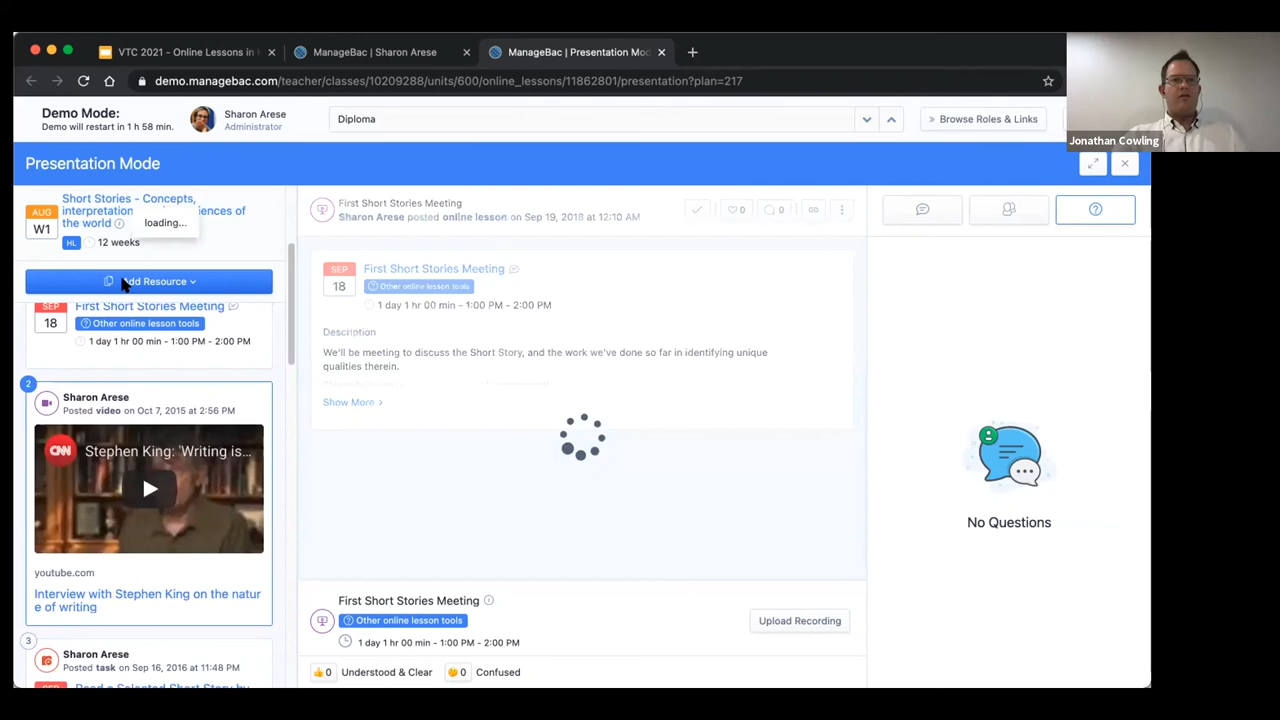 VTC 2021 - Online Lessons in
ManageBac | Sharon Arese
ManageBac | Presentation Mo
demo.managebac.com/teacher/classes/10209288/units/600/online_lessons/11862801/presentation?plan=217
Demo Mode:
Demo will restart in 1 h 58 min.
Sharon Arese
Administrator
Diploma
Browse Roles & Links
Jonathan Cowling
Presentation Mode
AUG
W1
Short Stories - Concepts,
interpretation
iences of
the world
loading...
HL
12 weeks
Add Resource
SEP
18
First Short Stories Meeting
Other online lesson tools
1 day 1 hr 00 min - 1:00 PM - 2:00 PM
2
Sharon Arese
Posted video on Oct 7, 2015 at 2:56 PM
CNN
Stephen King: 'Writing is...
youtube.com
Interview with Stephen King on the natur
e of writing
3
Sharon Arese
Posted task on Sep 16, 2016 at 11:48 PM
SEP
Read a Selected Short Story by
First Short Stories Meeting
Sharon Arese posted online lesson on Sep 19, 2018 at 12:10 AM
0
0
SEP
18
First Short Stories Meeting
Other online lesson tools
1 day 1 hr 00 min - 1:00 PM - 2:00 PM
Description
We'll be meeting to discuss the Short Story, and the work we've done so far in identifying unique
qualities therein.
Show More
First Short Stories Meeting
Other online lesson tools
1 day 1 hr 00 min - 1:00 PM - 2:00 PM
Upload Recording
0 Understood & Clear
0 Confused
No Questions